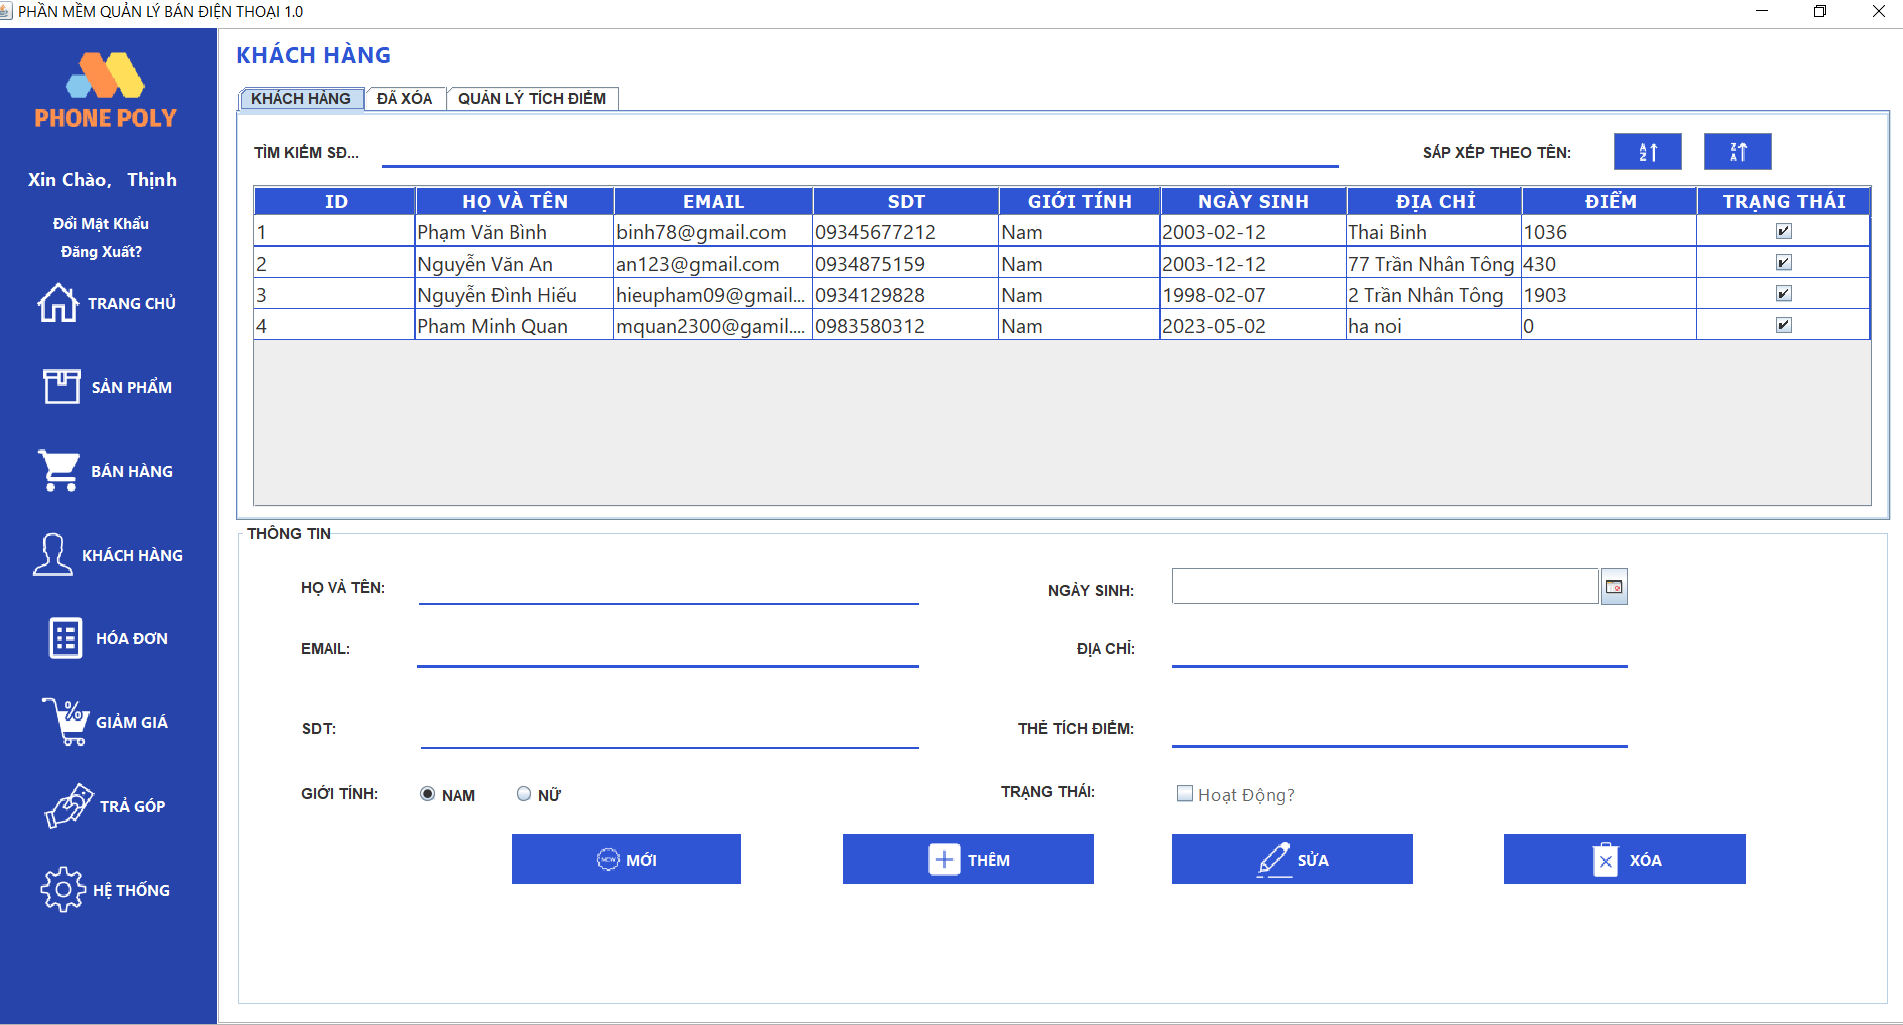 PHẦN MỀM QUẢN LÝ BÁN ĐIỆN THOẠI 1.0
PHONE POLY
Xin Chào, Thịnh
Đổi Mật Khẩu
Đăng Xuất?
TRANG CHỦ
SẢN PHẨM
BÁN HÀNG
KHÁCH HÀNG
HÓA ĐƠN
GIẢM GIÁ
TRẢ GÓP
HỆ THỐNG
KHÁCH HÀNG
KHÁCH HÀNG ĐÃ XÓA QUẢN LÝ TÍCH ĐIỂM
TÌM KIẾM SĐ... SẮP XẾP THEO TÊN: A Z Z A
ID HỌ VÀ TÊN EMAIL SDT GIỚI TÍNH NGÀY SINH ĐỊA CHỈ ĐIỂM TRẠNG THÁI
1 Phạm Văn Bình binh78@gmail.com 09345677212 Nam 2003-02-12 Thai Binh 1036
2 Nguyễn Văn An an123@gmail.com 0934875159 Nam 2003-12-12 77 Trần Nhân Tông 430
3 Nguyễn Đình Hiếu hieupham09@gmail... 0934129828 Nam 1998-02-07 2 Trần Nhân Tông 1903
4 Pham Minh Quan mquan2300@gamil.... 0983580312 Nam 2023-05-02 ha noi 0
THÔNG TIN
HỌ VÀ TÊN: NGÀY SINH:
EMAIL: ĐỊA CHỈ:
SDT: THẺ TÍCH ĐIỂM:
GIỚI TÍNH: NAM NỮ TRẠNG THÁI: Hoạt Động?
NEW MỚI THÊM SỬA XÓA